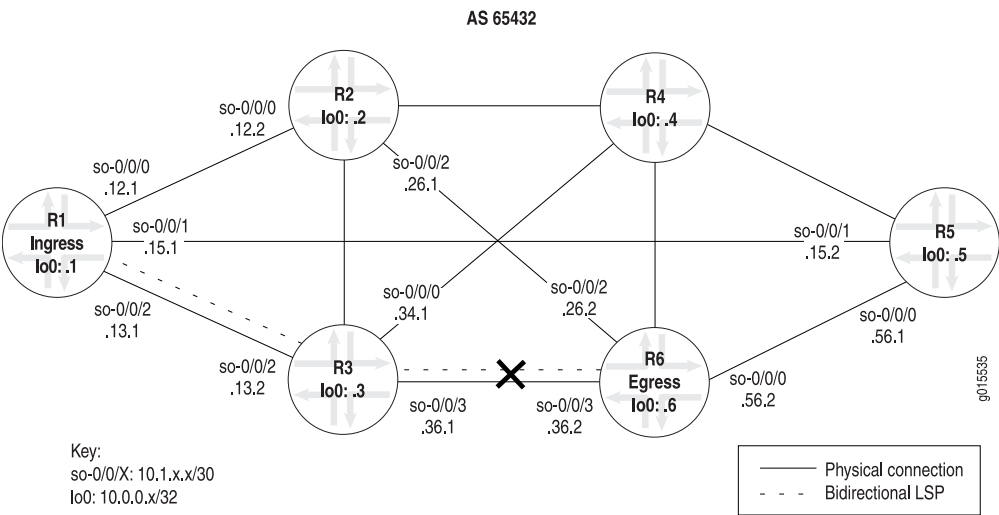 AS 65432
R2
lo0: .2
R4
lo0: .4
so-0/0/0
.12.2
so-0/0/0
.12.1
so-0/0/2
.26.1
R1
Ingress
lo0: .1
so-0/0/1
.15.1
so-0/0/1
.15.2
R5
lo0: .5
so-0/0/2
.13.1
so-0/0/0
.34.1
so-0/0/2
.26.2
so-0/0/0
.56.1
so-0/0/2
.13.2
R3
lo0: .3
R6
Egress
lo0: .6
so-0/0/0
.56.2
so-0/0/3
.36.1
so-0/0/3
.36.2
g015535
Key:
so-0/0/X: 10.1.x.x/30
lo0: 10.0.0.x/32
Physical connection
Bidirectional LSP